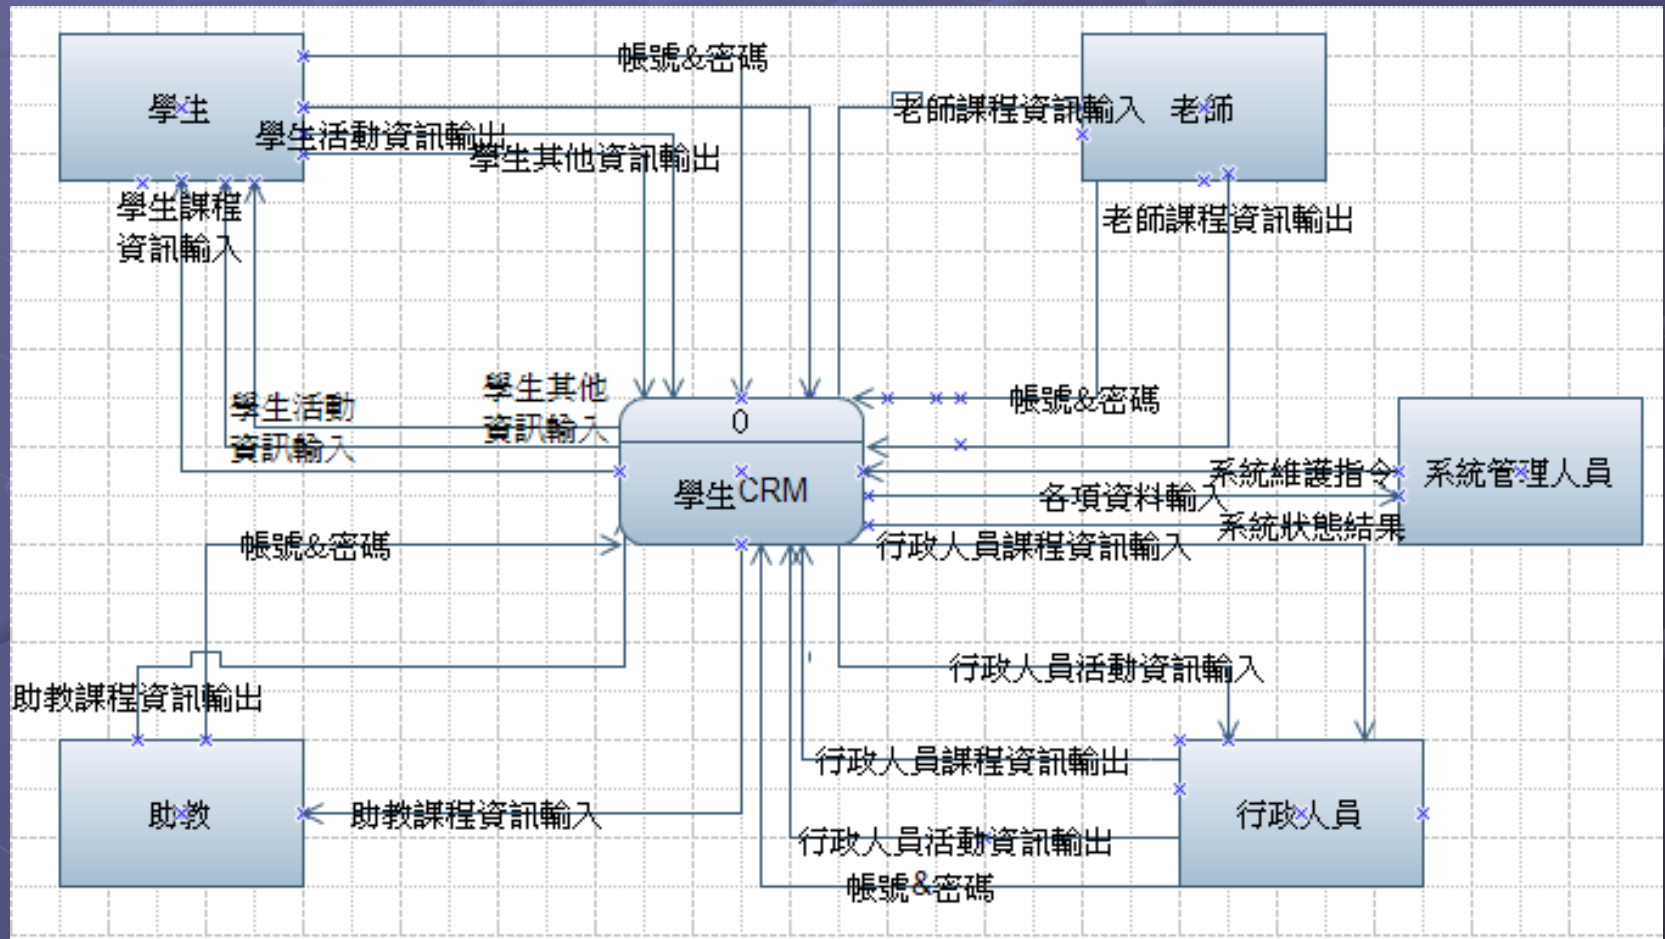 帳號&密碼
學生
老師課程資訊輸入
老師
學生活動資訊輸出
學生其他資訊輸出
學生課程
資訊輸入
老師課程資訊輸出
學生其他
資訊輸入
學生活動
資訊輸入
帳號&密碼
0
學生CRM
系統維護指令
系統管理人員
各項資料輸入
系統狀態結果
帳號&密碼
行政人員課程資訊輸入
行政人員活動資訊輸入
助教課程資訊輸出
行政人員課程資訊輸出
助教
助教課程資訊輸入
行政人員
行政人員活動資訊輸出
帳號&密碼